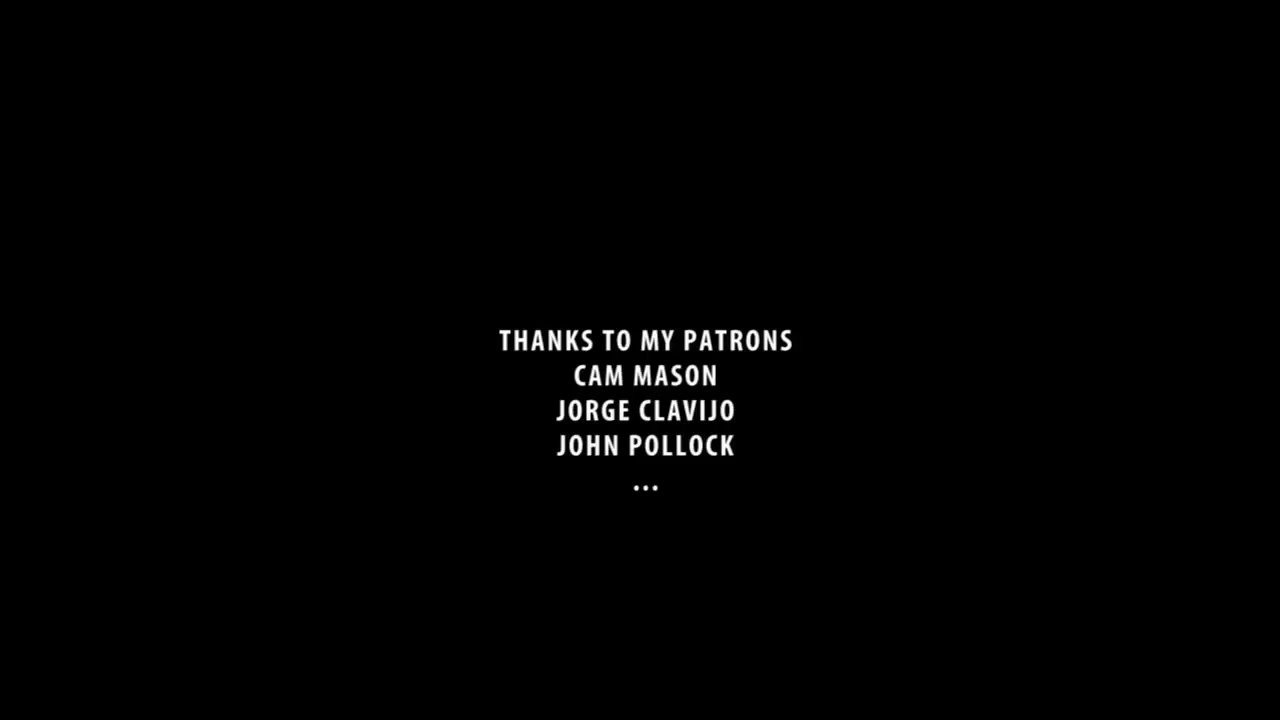 THANKS TO MY PATRONS
CAM MASON
JORGE CLAVIJO
JOHN POLLOCK
...